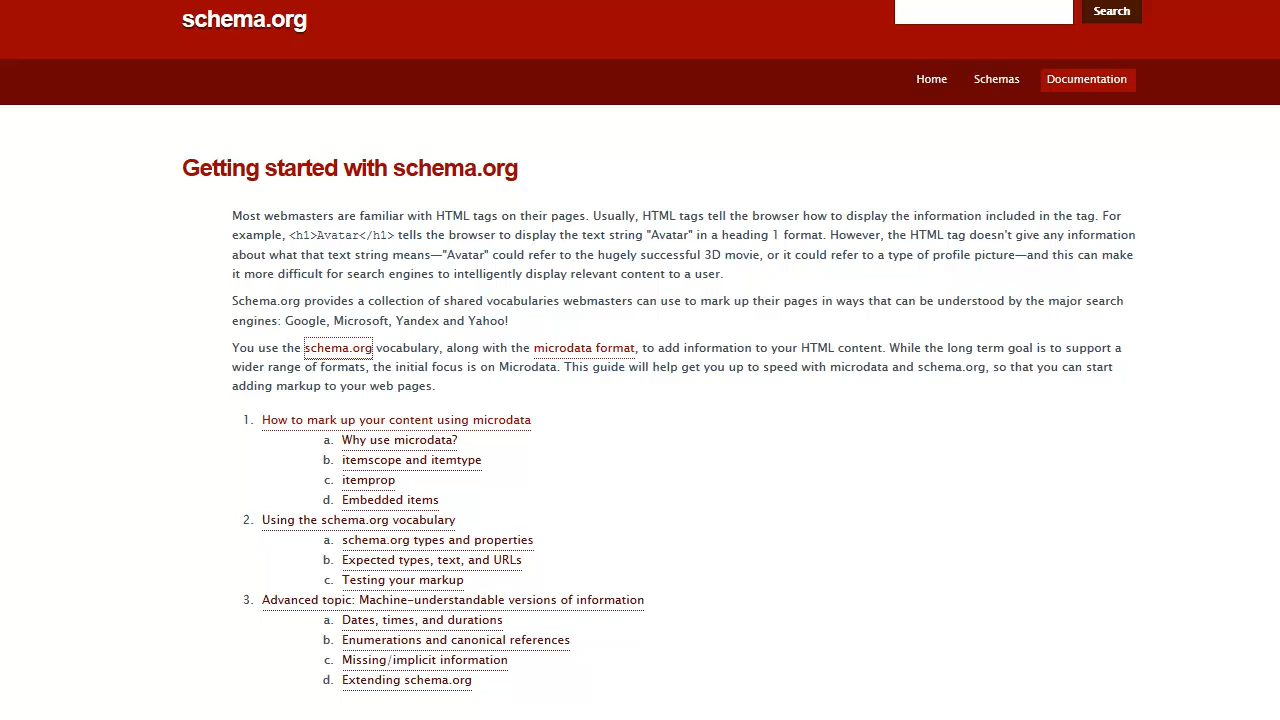 schema.org
Search
Home Schemas Documentation
Getting started with schema.org
Most webmasters are familiar with HTML tags on their pages. Usually, HTML tags tell the browser how to display the information included in the tag. For
example, <h1>Avatar</h1> tells the browser to display the text string "Avatar" in a heading 1 format. However, the HTML tag doesn't give any information
about what that text string means—"Avatar" could refer to the hugely successful 3D movie, or it could refer to a type of profile picture—and this can make
it more difficult for search engines to intelligently display relevant content to a user.
Schema.org provides a collection of shared vocabularies webmasters can use to mark up their pages in ways that can be understood by the major search
engines: Google, Microsoft, Yandex and Yahoo!
You use the schema.org vocabulary, along with the microdata format, to add information to your HTML content. While the long term goal is to support a
wider range of formats, the initial focus is on Microdata. This guide will help get you up to speed with microdata and schema.org, so that you can start
adding markup to your web pages.
1. How to mark up your content using microdata
a. Why use microdata?
b. itemscope and itemtype
c. itemprop
d. Embedded items
2. Using the schema.org vocabulary
a. schema.org types and properties
b. Expected types, text, and URLs
c. Testing your markup
3. Advanced topic: Machine-understandable versions of information
a. Dates, times, and durations
b. Enumerations and canonical references
c. Missing/implicit information
d. Extending schema.org